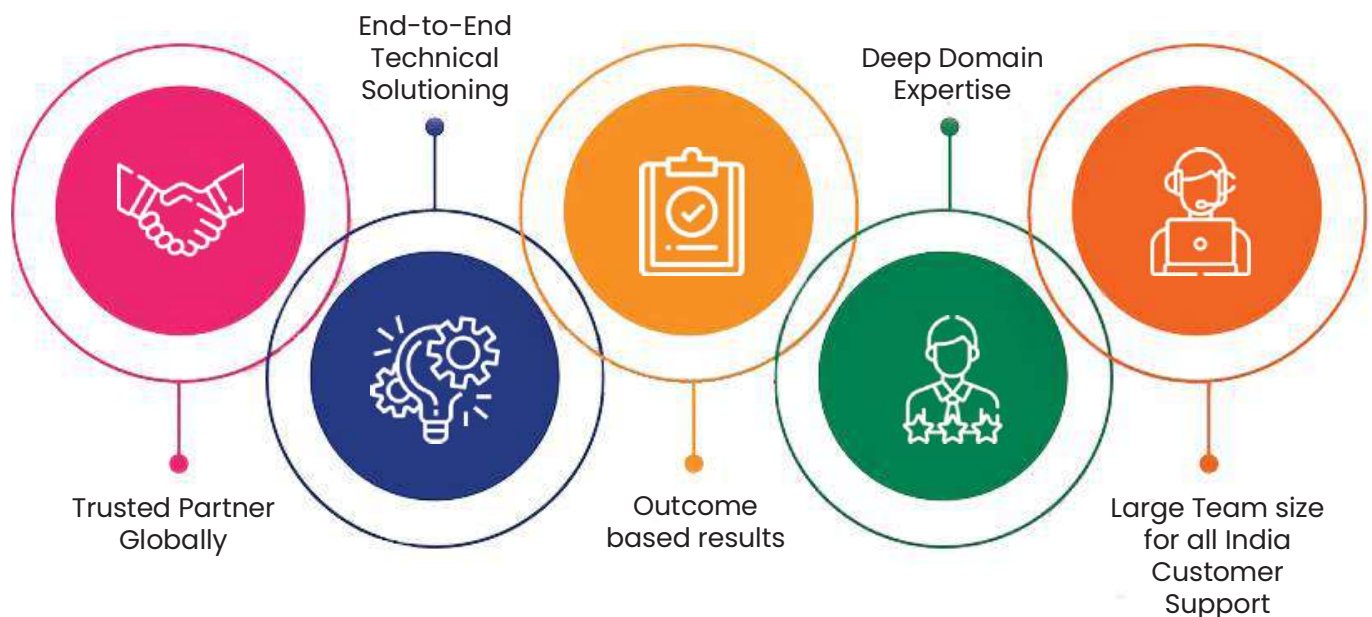 Trusted Partner
Globally
End-to-End
Technical
Solutioning
Outcome
based results
Deep Domain
Expertise
Large Team size
for all India
Customer
Support